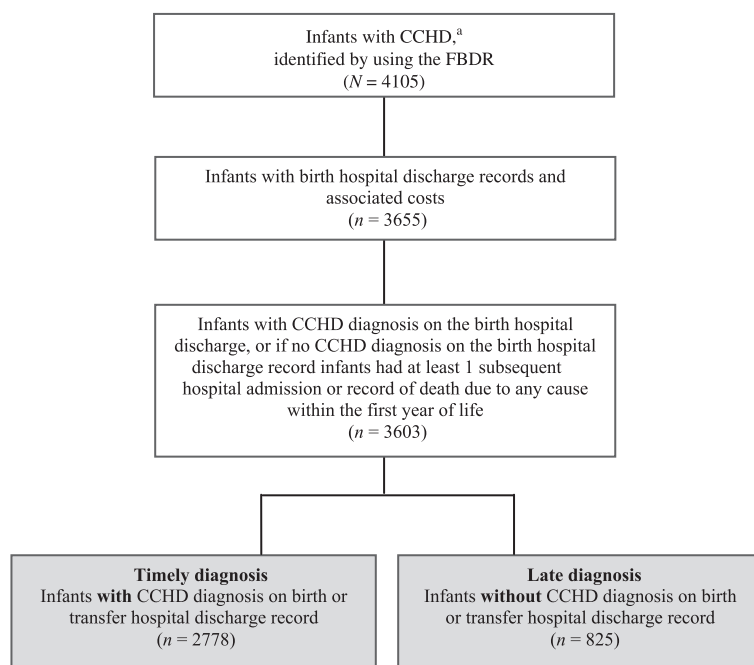 Infants with CCHD,a
identified by using the FBDR
(N = 4105)
Infants with birth hospital discharge records and
associated costs
(n = 3655)
Infants with CCHD diagnosis on the birth hospital
discharge, or if no CCHD diagnosis on the birth hospital
discharge record infants had at least 1 subsequent
hospital admission or record of death due to any cause
within the first year of life
(n = 3603)
Timely diagnosis
Infants with CCHD diagnosis on birth or
transfer hospital discharge record
(n = 2778)
Late diagnosis
Infants without CCHD diagnosis on birth
or transfer hospital discharge record
(n = 825)